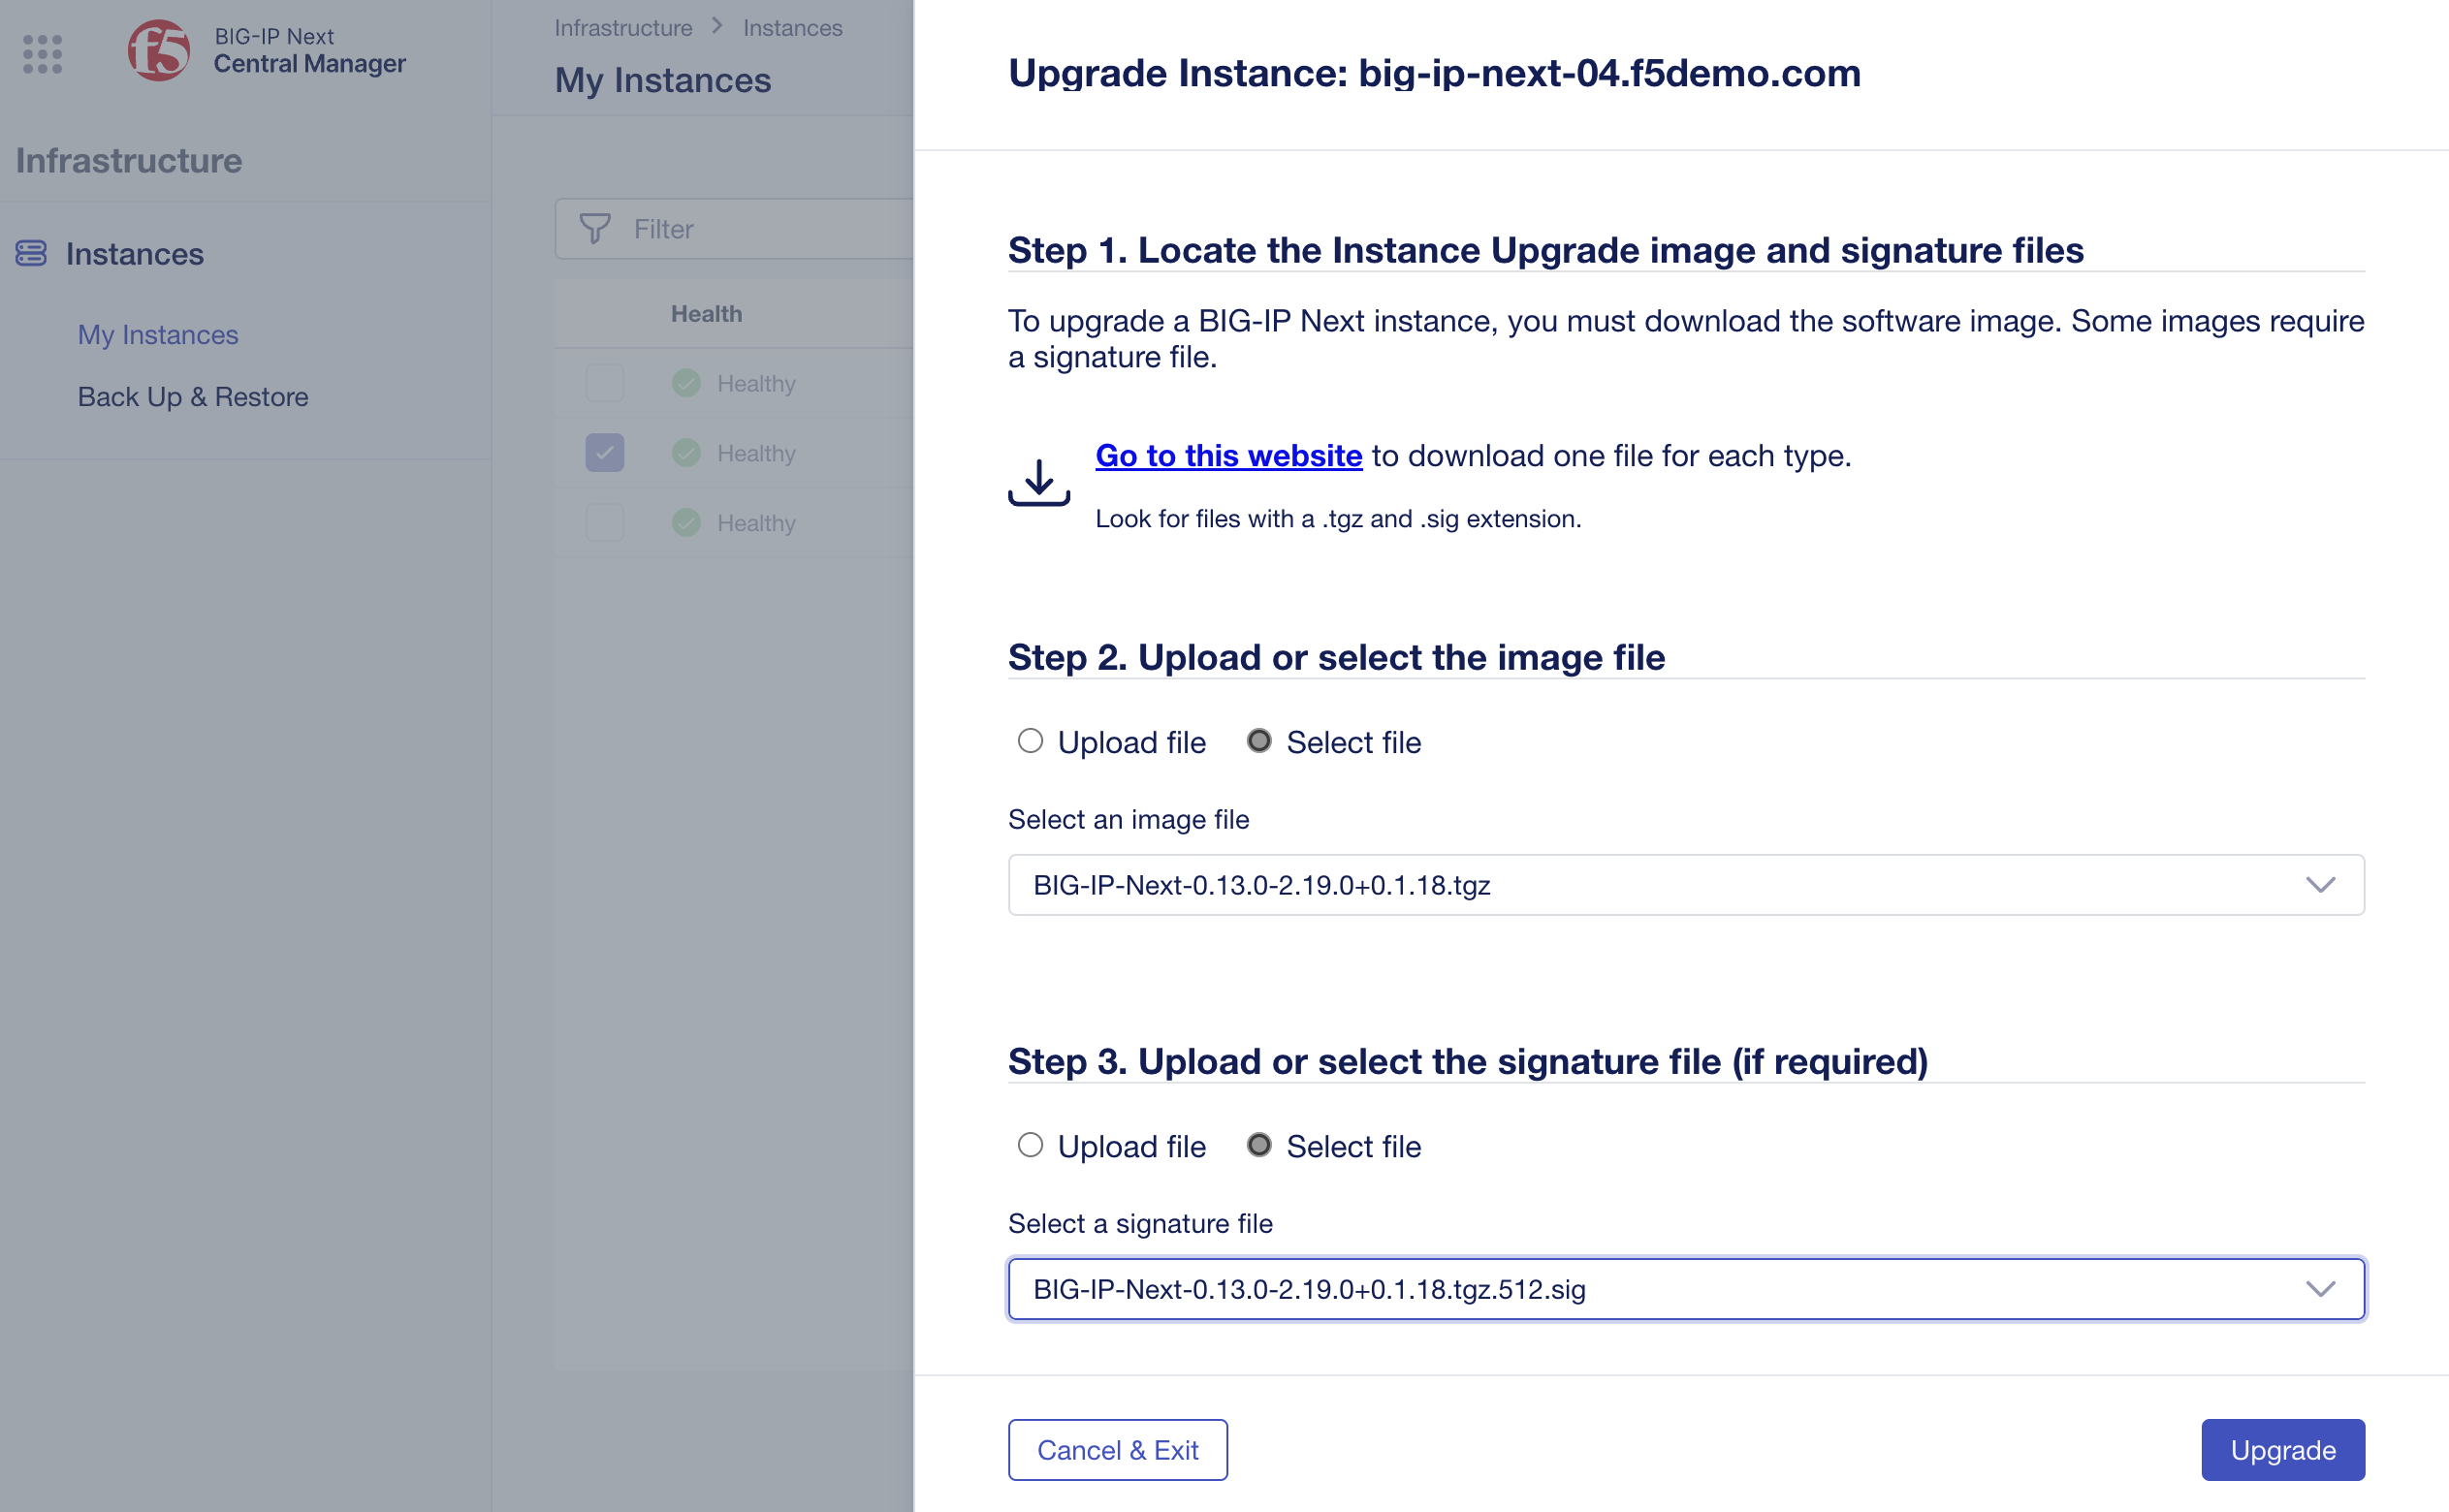 f5
BIG-IP Next
Central Manager
Infrastructure
Instances
My Instances
Back Up & Restore
Infrastructure > Instances
My Instances
Filter
Health
Healthy
Healthy
Healthy
Upgrade Instance: big-ip-next-04.f5demo.com
Step 1. Locate the Instance Upgrade image and signature files
To upgrade a BIG-IP Next instance, you must download the software image. Some images require
a signature file.
Go to this website to download one file for each type.
Look for files with a .tgz and .sig extension.
Step 2. Upload or select the image file
Upload file Select file
Select an image file
BIG-IP-Next-0.13.0-2.19.0+0.1.18.tgz
Step 3. Upload or select the signature file (if required)
Upload file Select file
Select a signature file
BIG-IP-Next-0.13.0-2.19.0+0.1.18.tgz.512.sig
Cancel & Exit
Upgrade